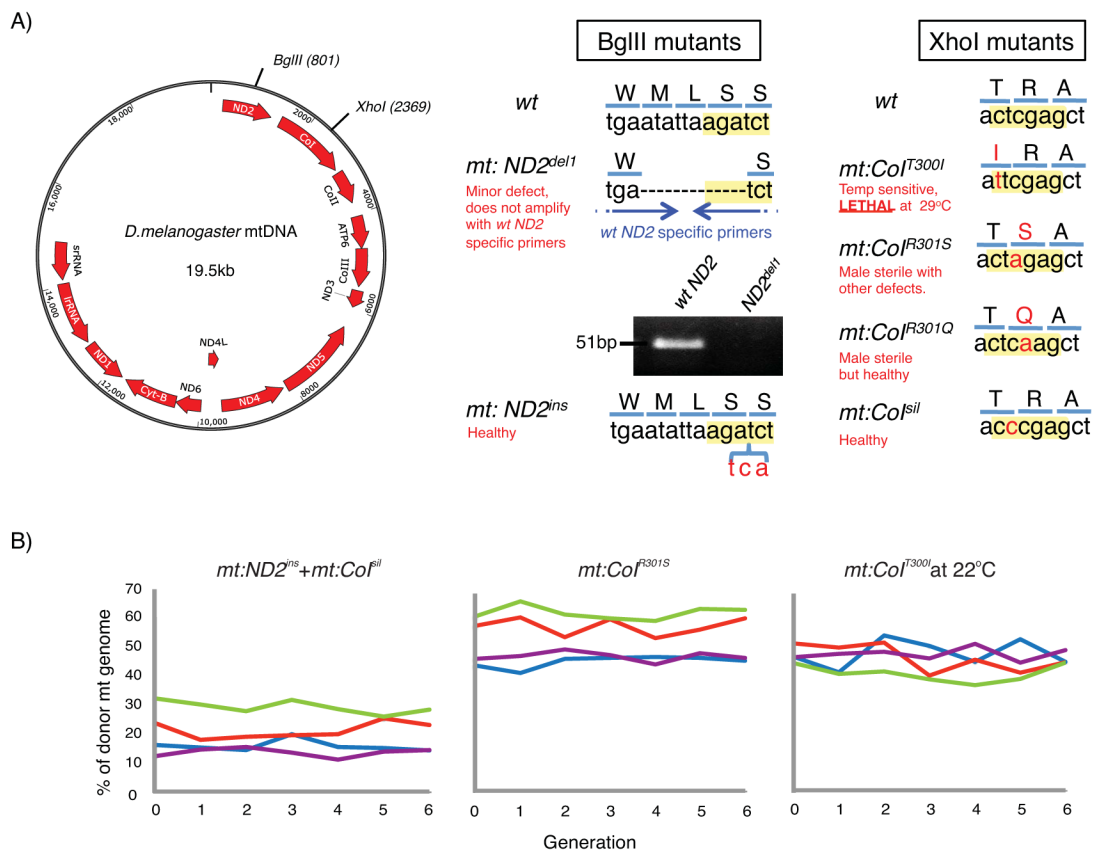 A)
BglII (801)
XhoI (2369)
ND2
CoI
CoII
ATP6
CoIII
ND3
ND5
ND4
ND4L
ND6
Cyt-B
ND1
lrRNA
srRNA
2000
4000
6000
8000
10,000
12,000
14,000
16,000
18,000
D.melanogaster mtDNA
19.5kb
BglII mutants
wt
W M L S S
tgaatattaagatct
mt: ND2del1
Minor defect,
does not amplify
with wt ND2
specific primers
W S
tga----------tct
wt ND2 specific primers
wt ND2
ND2del1
51bp
mt: ND2ins
Healthy
W M L S S
tgaatattaagatct
tca
XhoI mutants
wt
T R A
actcgagct
mt:CoIT300I
Temp sensitive,
LETHAL at 29oC
I R A
attcgagct
mt:CoIR301S
Male sterile with
other defects.
T S A
actagagct
mt:CoIR301Q
Male sterile
but healthy
T Q A
actcaagct
mt:CoIsil
Healthy
T R A
acccgagct
B)
mt:ND2ins+mt:CoIsil
mt:CoIR301S
mt:CoIT300I at 22oC
% of donor mt genome
70
60
50
40
30
20
10
0
0 1 2 3 4 5 6
0 1 2 3 4 5 6
0 1 2 3 4 5 6
Generation